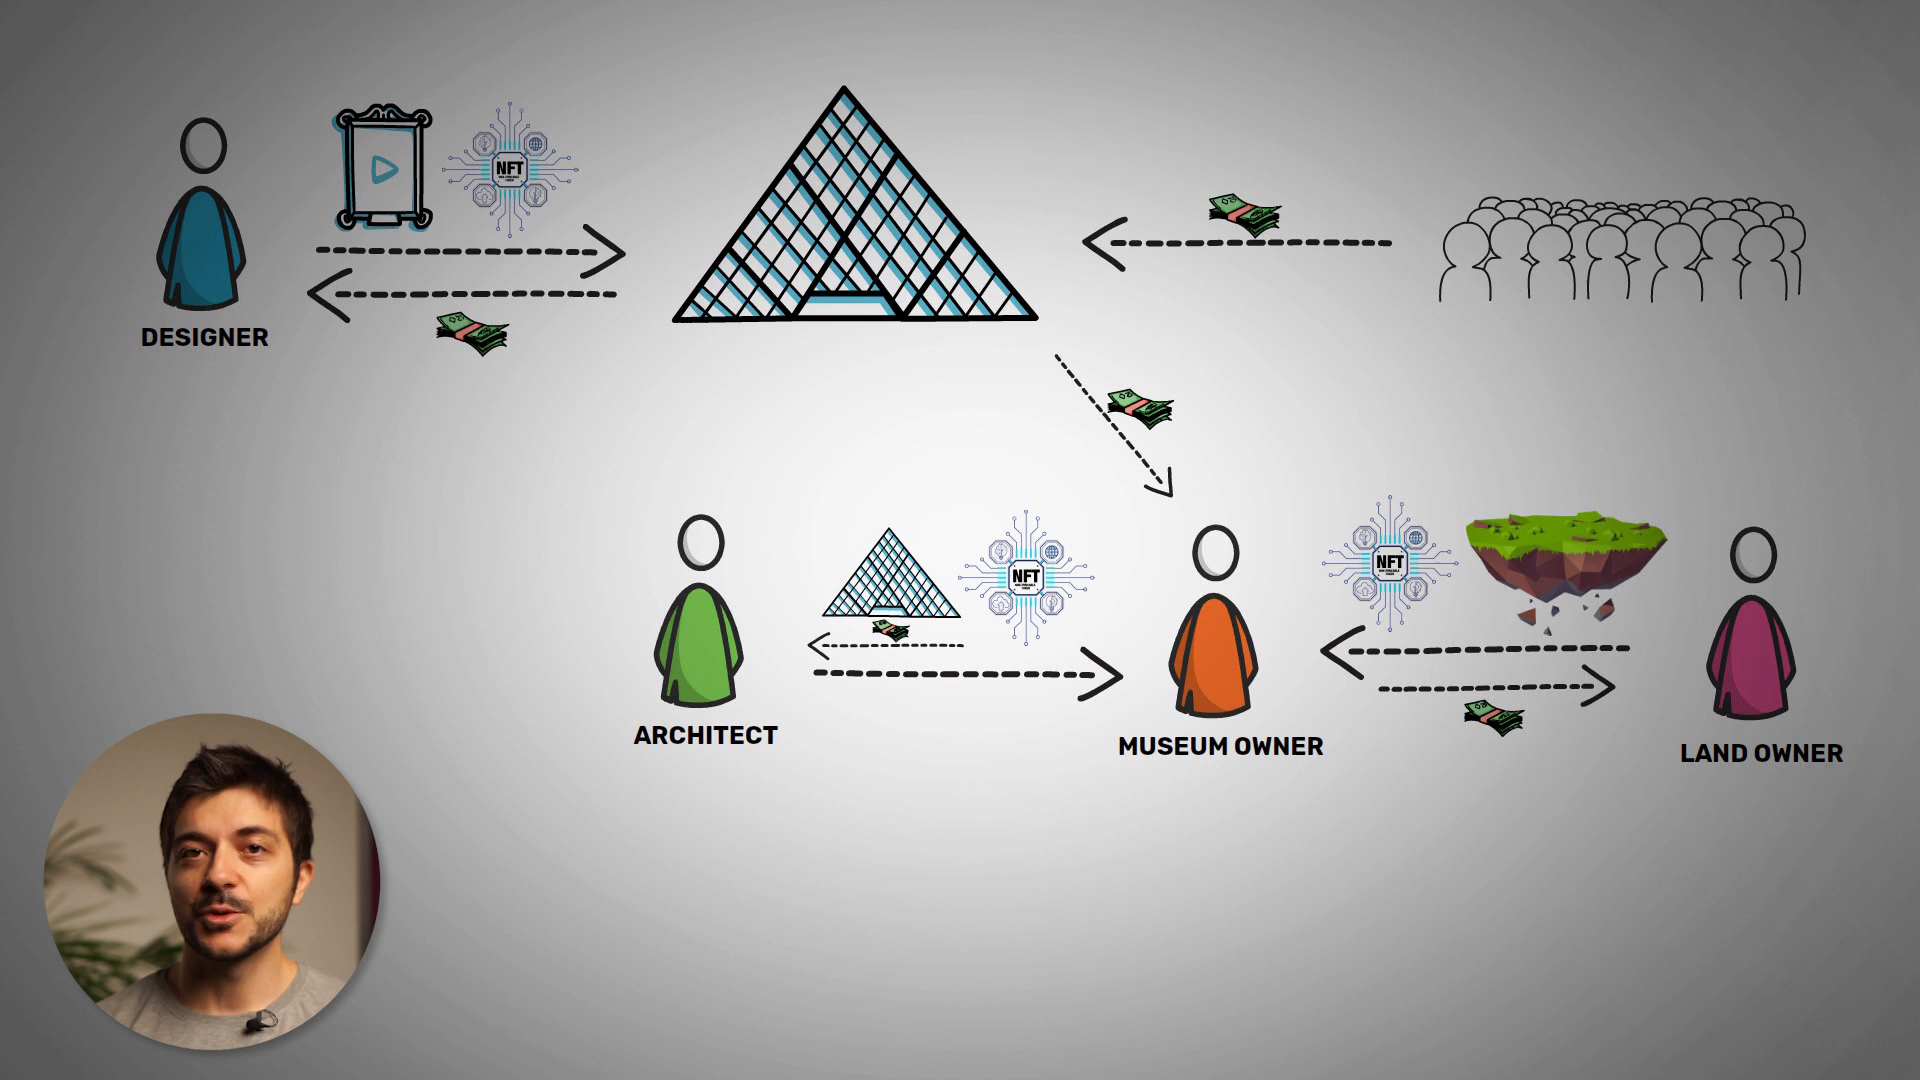 NFT
DESIGNER
NFT
NFT
ARCHITECT
MUSEUM OWNER
LAND OWNER